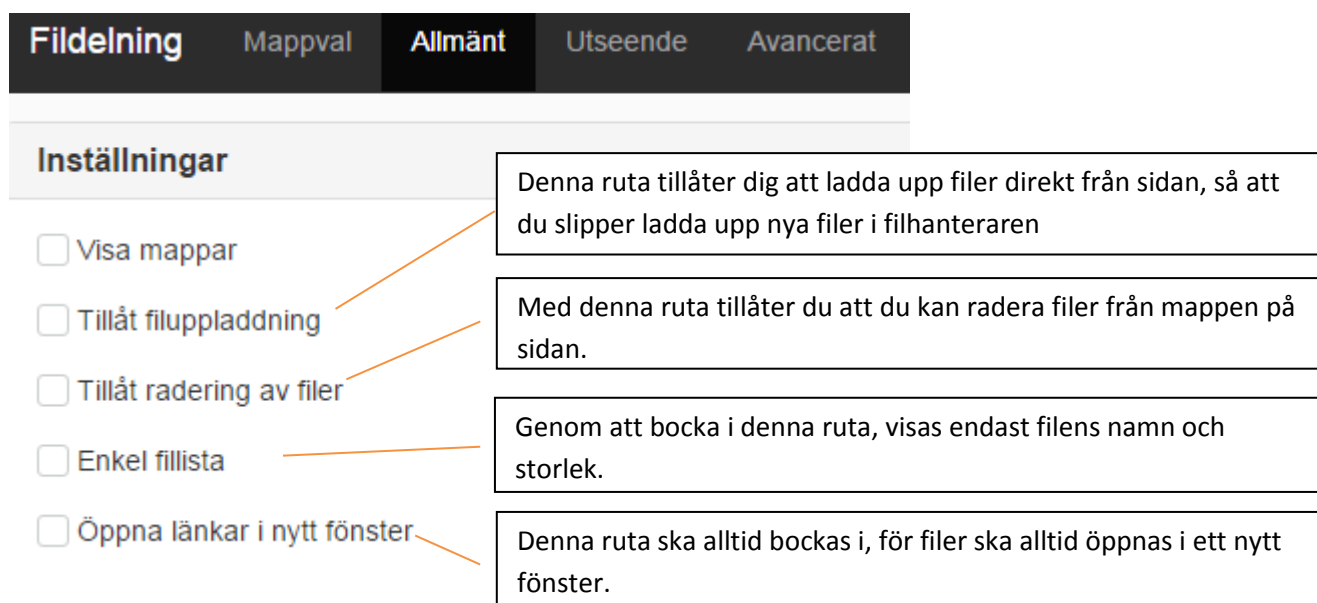 Fildelning Mappval Allmänt Utseende Avancerat
Inställningar
Visa mappar
Tillåt filuppladdning
Tillåt radering av filer
Enkel fillista
Öppna länkar i nytt fönster
Denna ruta tillåter dig att ladda upp filer direkt från sidan, så att
du slipper ladda upp nya filer i filhanteraren
Med denna ruta tillåter du att du kan radera filer från mappen på
sidan.
Genom att bocka i denna ruta, visas endast filens namn och
storlek.
Denna ruta ska alltid bockas i, för filer ska alltid öppnas i ett nytt
fönster.